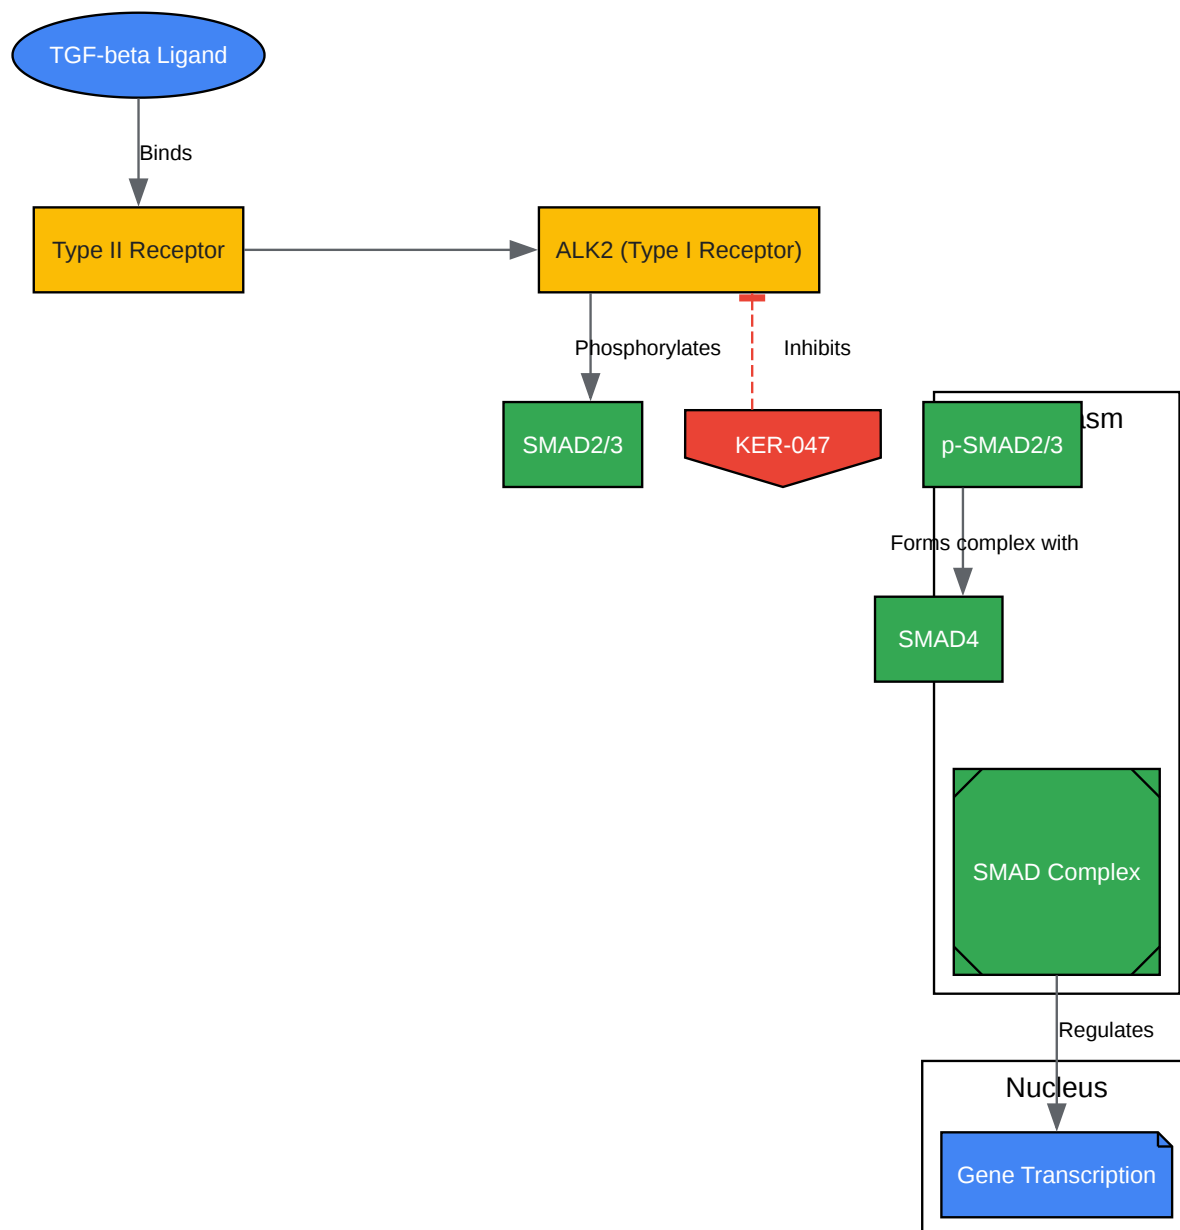 TGF-beta Ligand
Binds
Type II Receptor
ALK2 (Type I Receptor)
Phosphorylates
Inhibits
SMAD2/3
KER-047
p-SMAD2/3
Forms complex with
SMAD4
SMAD Complex
Regulates
Nucleus
Gene Transcription